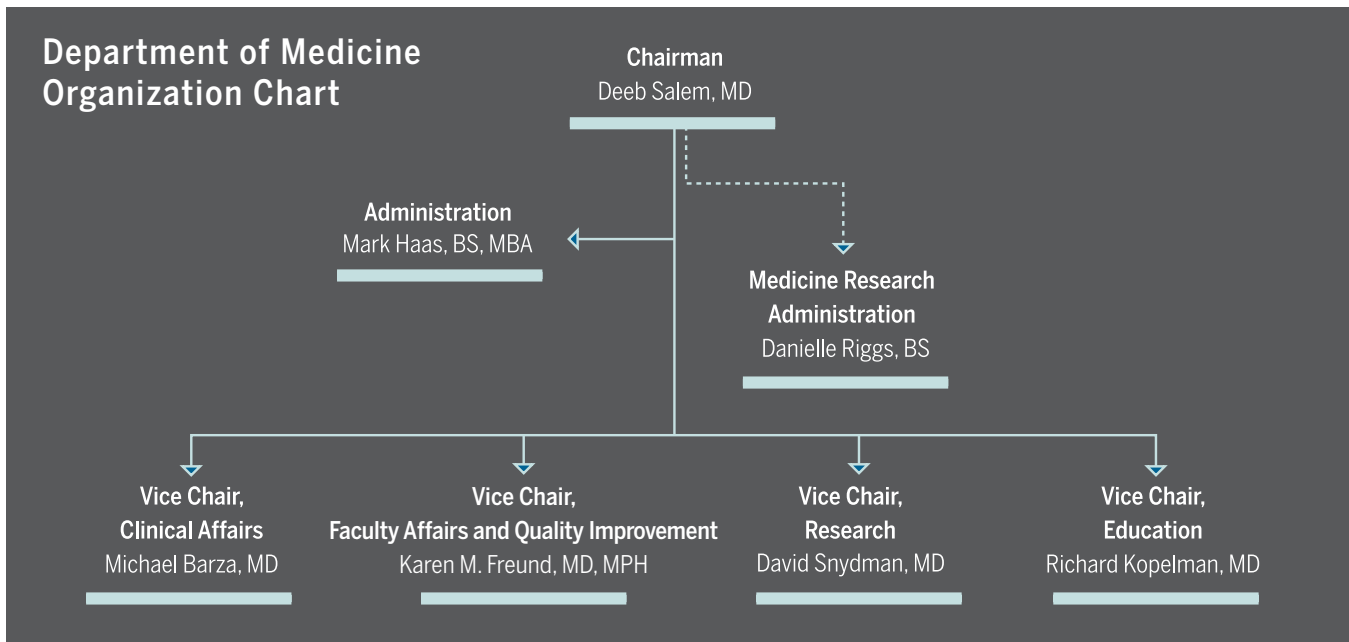 Department of Medicine
Organization Chart
Chairman
Deeb Salem, MD
Administration
Mark Haas, BS, MBA
Medicine Research
Administration
Danielle Riggs, BS
Vice Chair,
Clinical Affairs
Michael Barza, MD
Vice Chair,
Faculty Affairs and Quality Improvement
Karen M. Freund, MD, MPH
Vice Chair,
Research
David Snydman, MD
Vice Chair,
Education
Richard Kopelman, MD